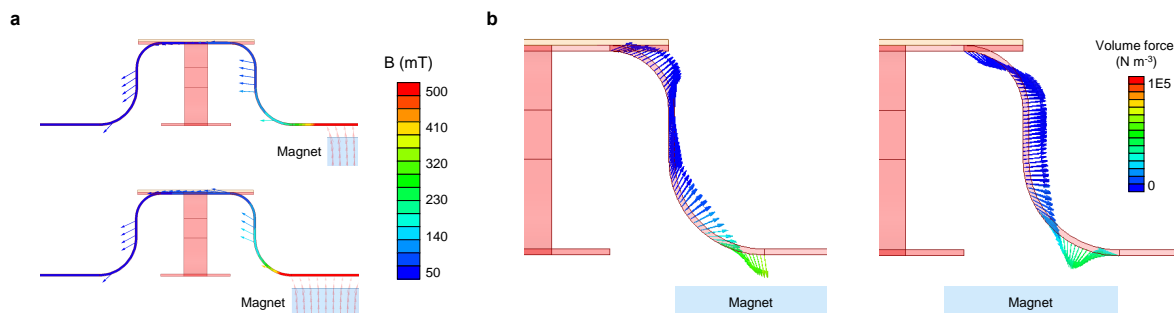 a
B (mT)
500
410
320
230
140
50
Magnet
Magnet
b
Volume force
(N m⁻³)
1E5
0
Magnet
Magnet